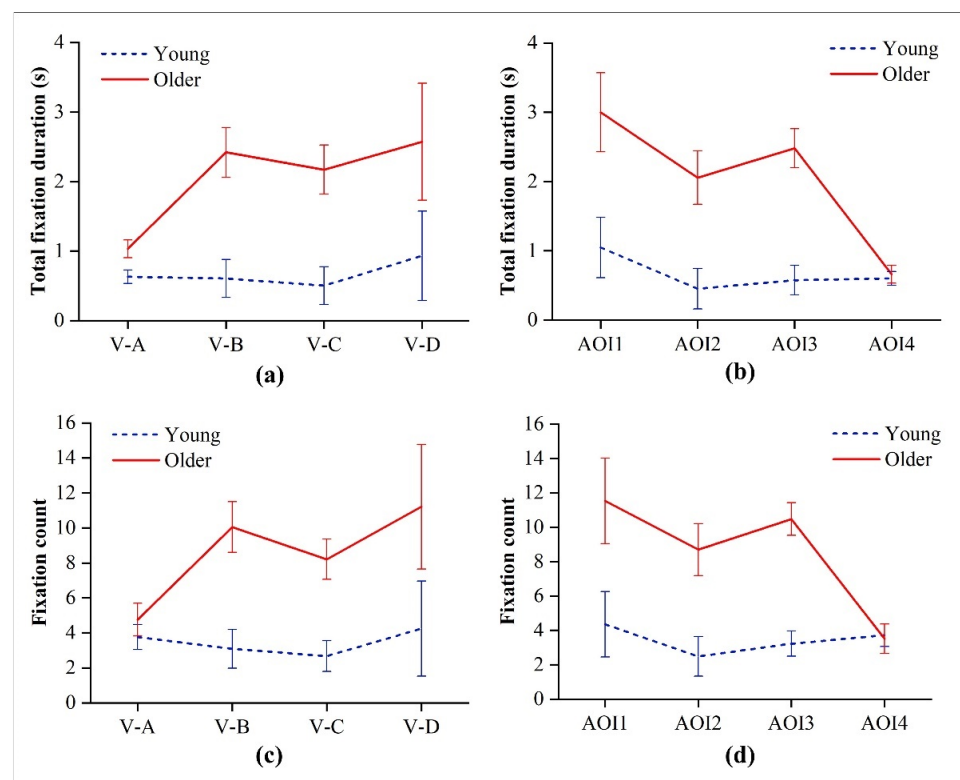 Total fixation duration (s)
4
3
2
1
0
Young
Older
V-A V-B V-C V-D
(a)
Total fixation duration (s)
4
3
2
1
0
Young
Older
AOI1 AOI2 AOI3 AOI4
(b)
Fixation count
16
14
12
10
8
6
4
2
0
Young
Older
V-A V-B V-C V-D
(c)
Fixation count
16
14
12
10
8
6
4
2
0
Young
Older
AOI1 AOI2 AOI3 AOI4
(d)